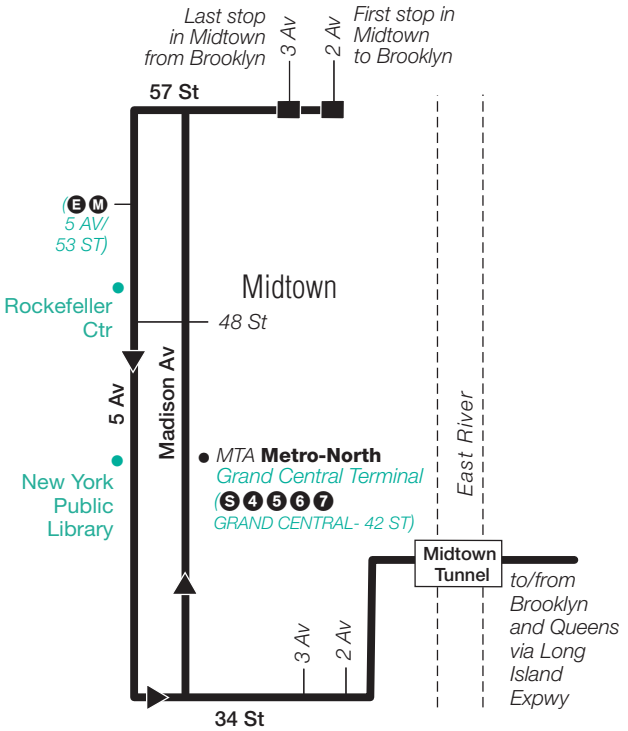 Last stop
in Midtown
from Brooklyn
3 Av
2 Av
First stop in
Midtown
to Brooklyn
57 St
(E M
5 AV/
53 ST)
Rockefeller
Ctr
Midtown
48 St
5 Av
Madison Av
East River
New York
Public
Library
MTA Metro-North
Grand Central Terminal
(S 4 5 6 7
GRAND CENTRAL- 42 ST)
Midtown
Tunnel
to/from
Brooklyn
and Queens
via Long
Island
Expwy
3 Av
2 Av
34 St